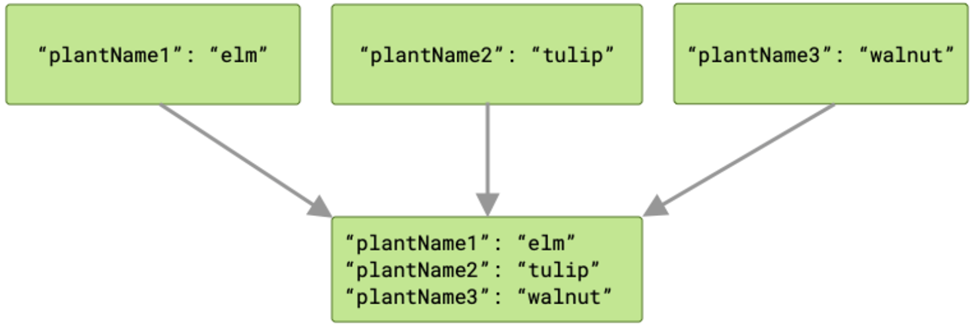 “plantName1”: “elm”
“plantName2”: “tulip”
“plantName3”: “walnut”
“plantName1”: “elm”
“plantName2”: “tulip”
“plantName3”: “walnut”